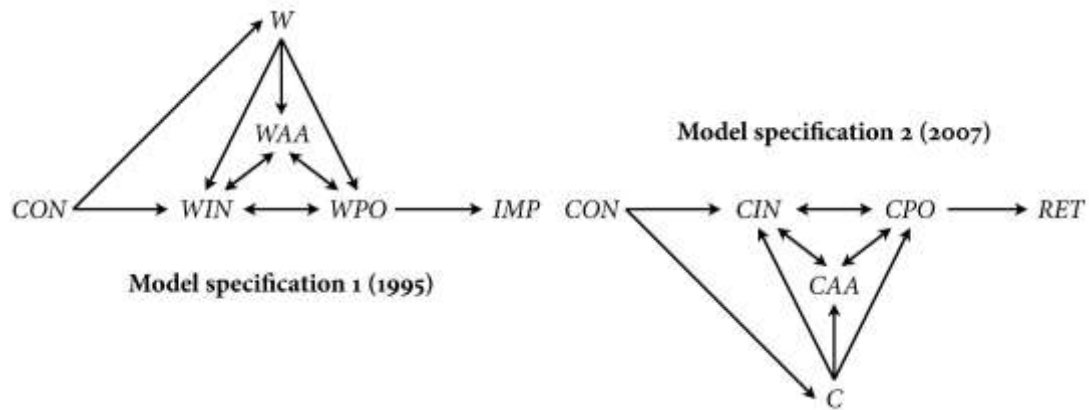 W
WAA
CON WIN WPO IMP
Model specification 1 (1995)
Model specification 2 (2007)
CON CIN CPO RET
CAA
C